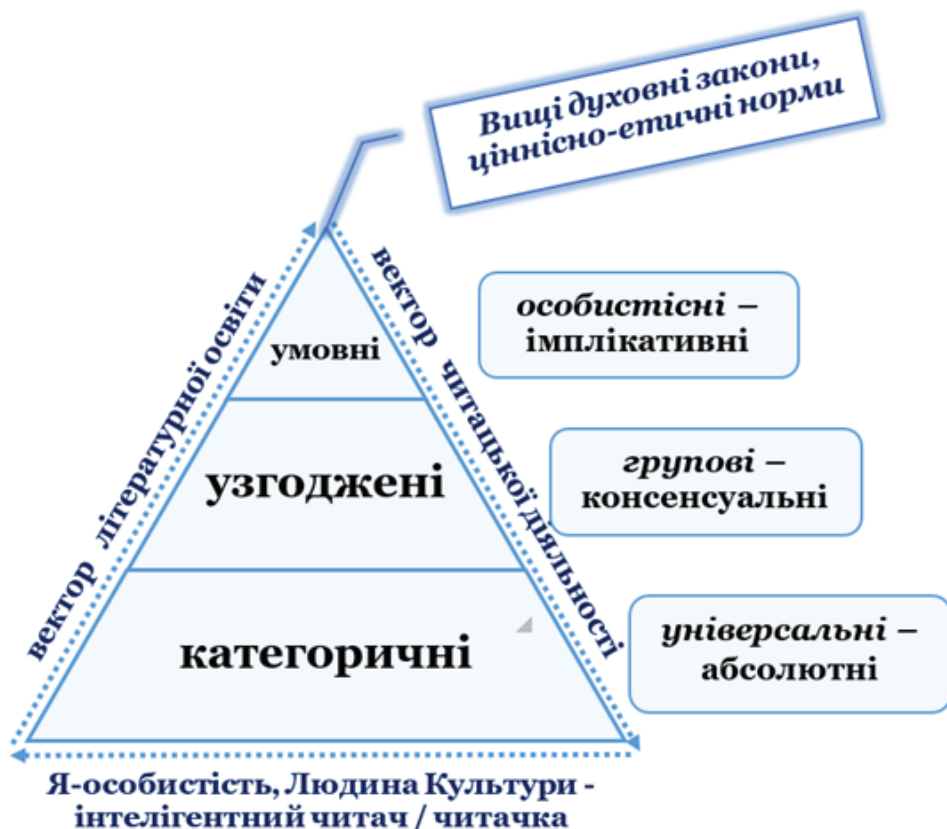 Вищі духовні закони,
ціннісно-етичні норми
вектор літературної освіти
вектор читацької діяльності
умовні
особистісні –
імплікативні
узгоджені
групові –
консенсуальні
категоричні
універсальні –
абсолютні
Я-особистість, Людина Культури -
інтелігентний читач / читачка